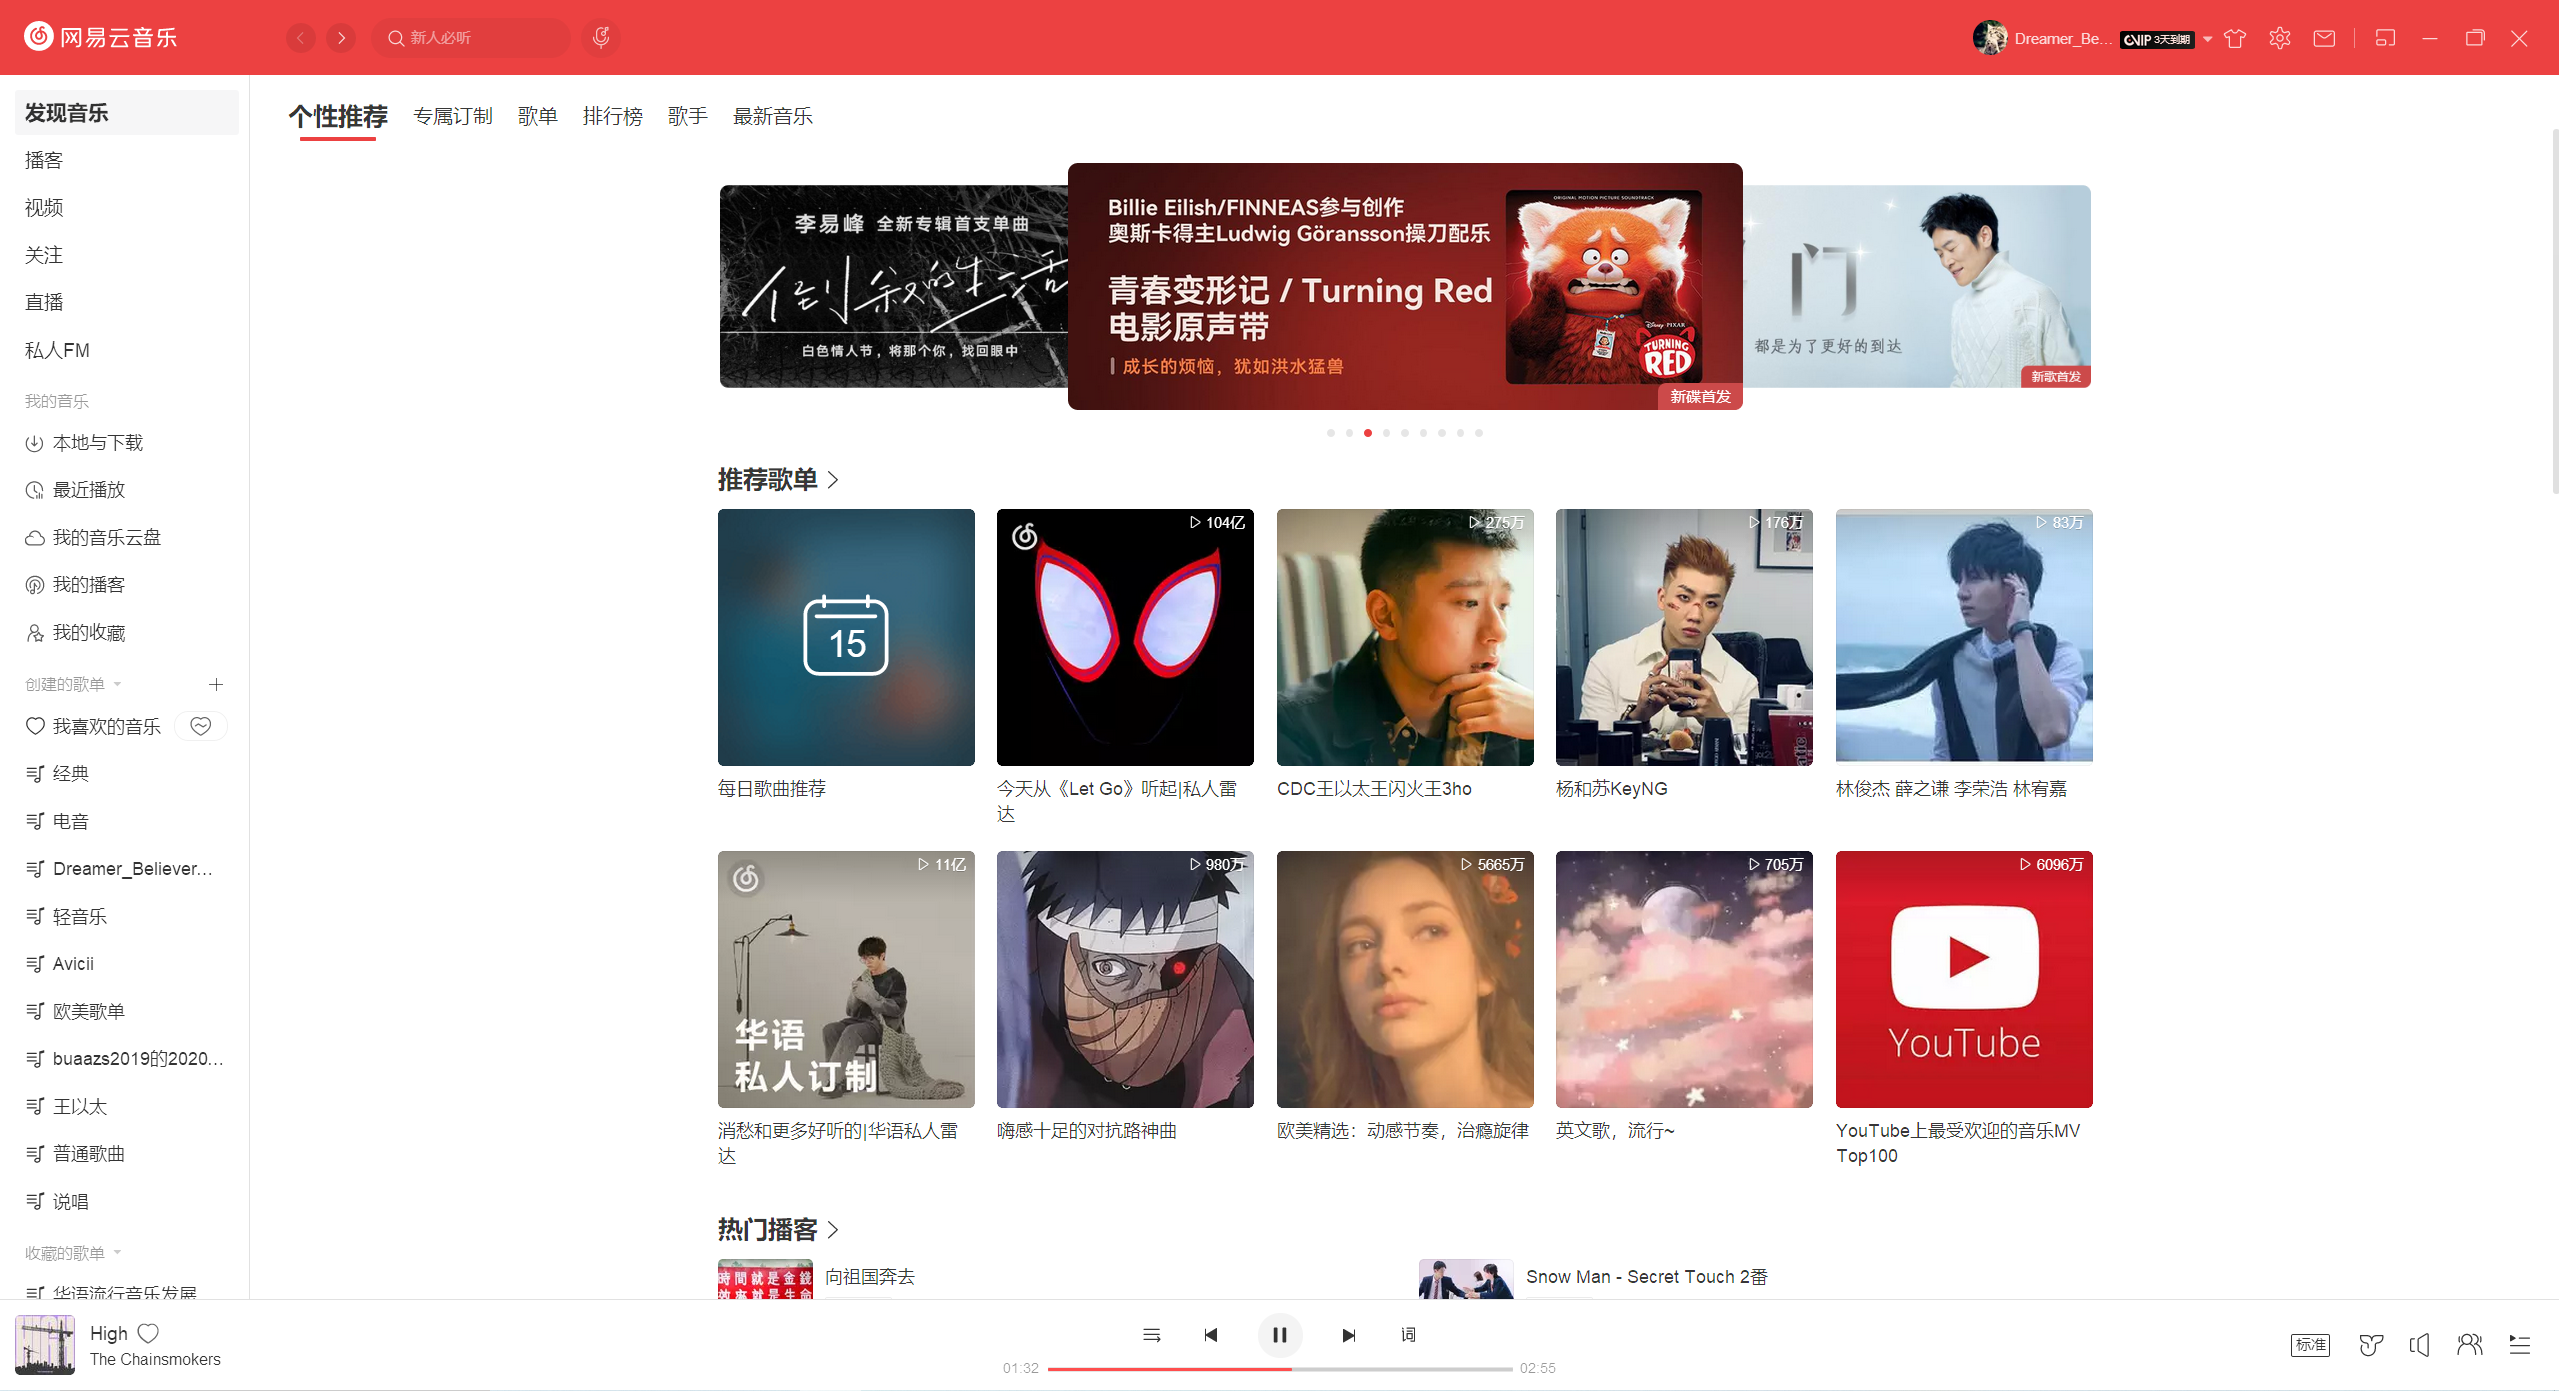 网易云音乐
新人必听
Dreamer_Be...
VIP 3天到期
发现音乐
播客
视频
关注
直播
私人FM
我的音乐
本地与下载
最近播放
我的音乐云盘
我的播客
我的收藏
创建的歌单
我喜欢的音乐
经典
电音
Dreamer_Believer...
轻音乐
Avicii
欧美歌单
buaazs2019的2020...
王以太
普通歌曲
说唱
收藏的歌单
华语流行音乐发展
个性推荐 专属订制 歌单 排行榜 歌手 最新音乐
李易峰 全新专辑首支单曲
倒叙的生活
白色情人节，将那个你，找回眼中
Billie Eilish/FINNEAS参与创作
奥斯卡得主Ludwig Göransson操刀配乐
青春变形记 / Turning Red
电影原声带
成长的烦恼，犹如洪水猛兽
ORIGINAL MOTION PICTURE SOUNDTRACK
Disney PIXAR
TURNING
RED
新碟首发
门
都是为了更好的到达
新歌首发
推荐歌单
15
每日歌曲推荐
104亿
今天从《Let Go》听起|私人雷
达
275万
CDC王以太王闪火王3ho
176万
杨和苏KeyNG
83万
林俊杰 薛之谦 李荣浩 林宥嘉
11亿
华语
私人订制
消愁和更多好听的|华语私人雷
达
980万
嗨感十足的对抗路神曲
5665万
欧美精选：动感节奏，治瘾旋律
705万
英文歌，流行~
6096万
YouTube
YouTube上最受欢迎的音乐MV
Top100
热门播客
時間就是金錢
效率就是生命
向祖国奔去
Snow Man - Secret Touch 2番
High
The Chainsmokers
词
01:32
02:55
标准